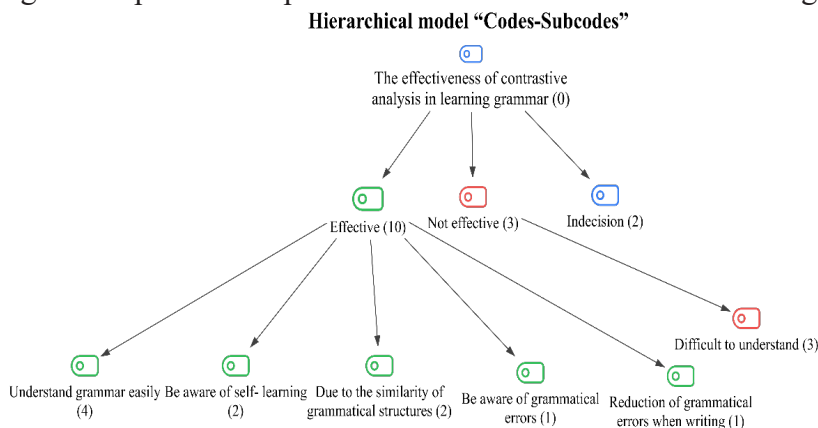 Hierarchical model “Codes-Subcodes”
The effectiveness of contrastive
analysis in learning grammar (0)
Effective (10)
Not effective (3)
Indecision (2)
Difficult to understand (3)
Understand grammar easily
(4)
Be aware of self- learning
(2)
Due to the similarity of
grammatical structures (2)
Be aware of grammatical
errors (1)
Reduction of grammatical
errors when writing (1)